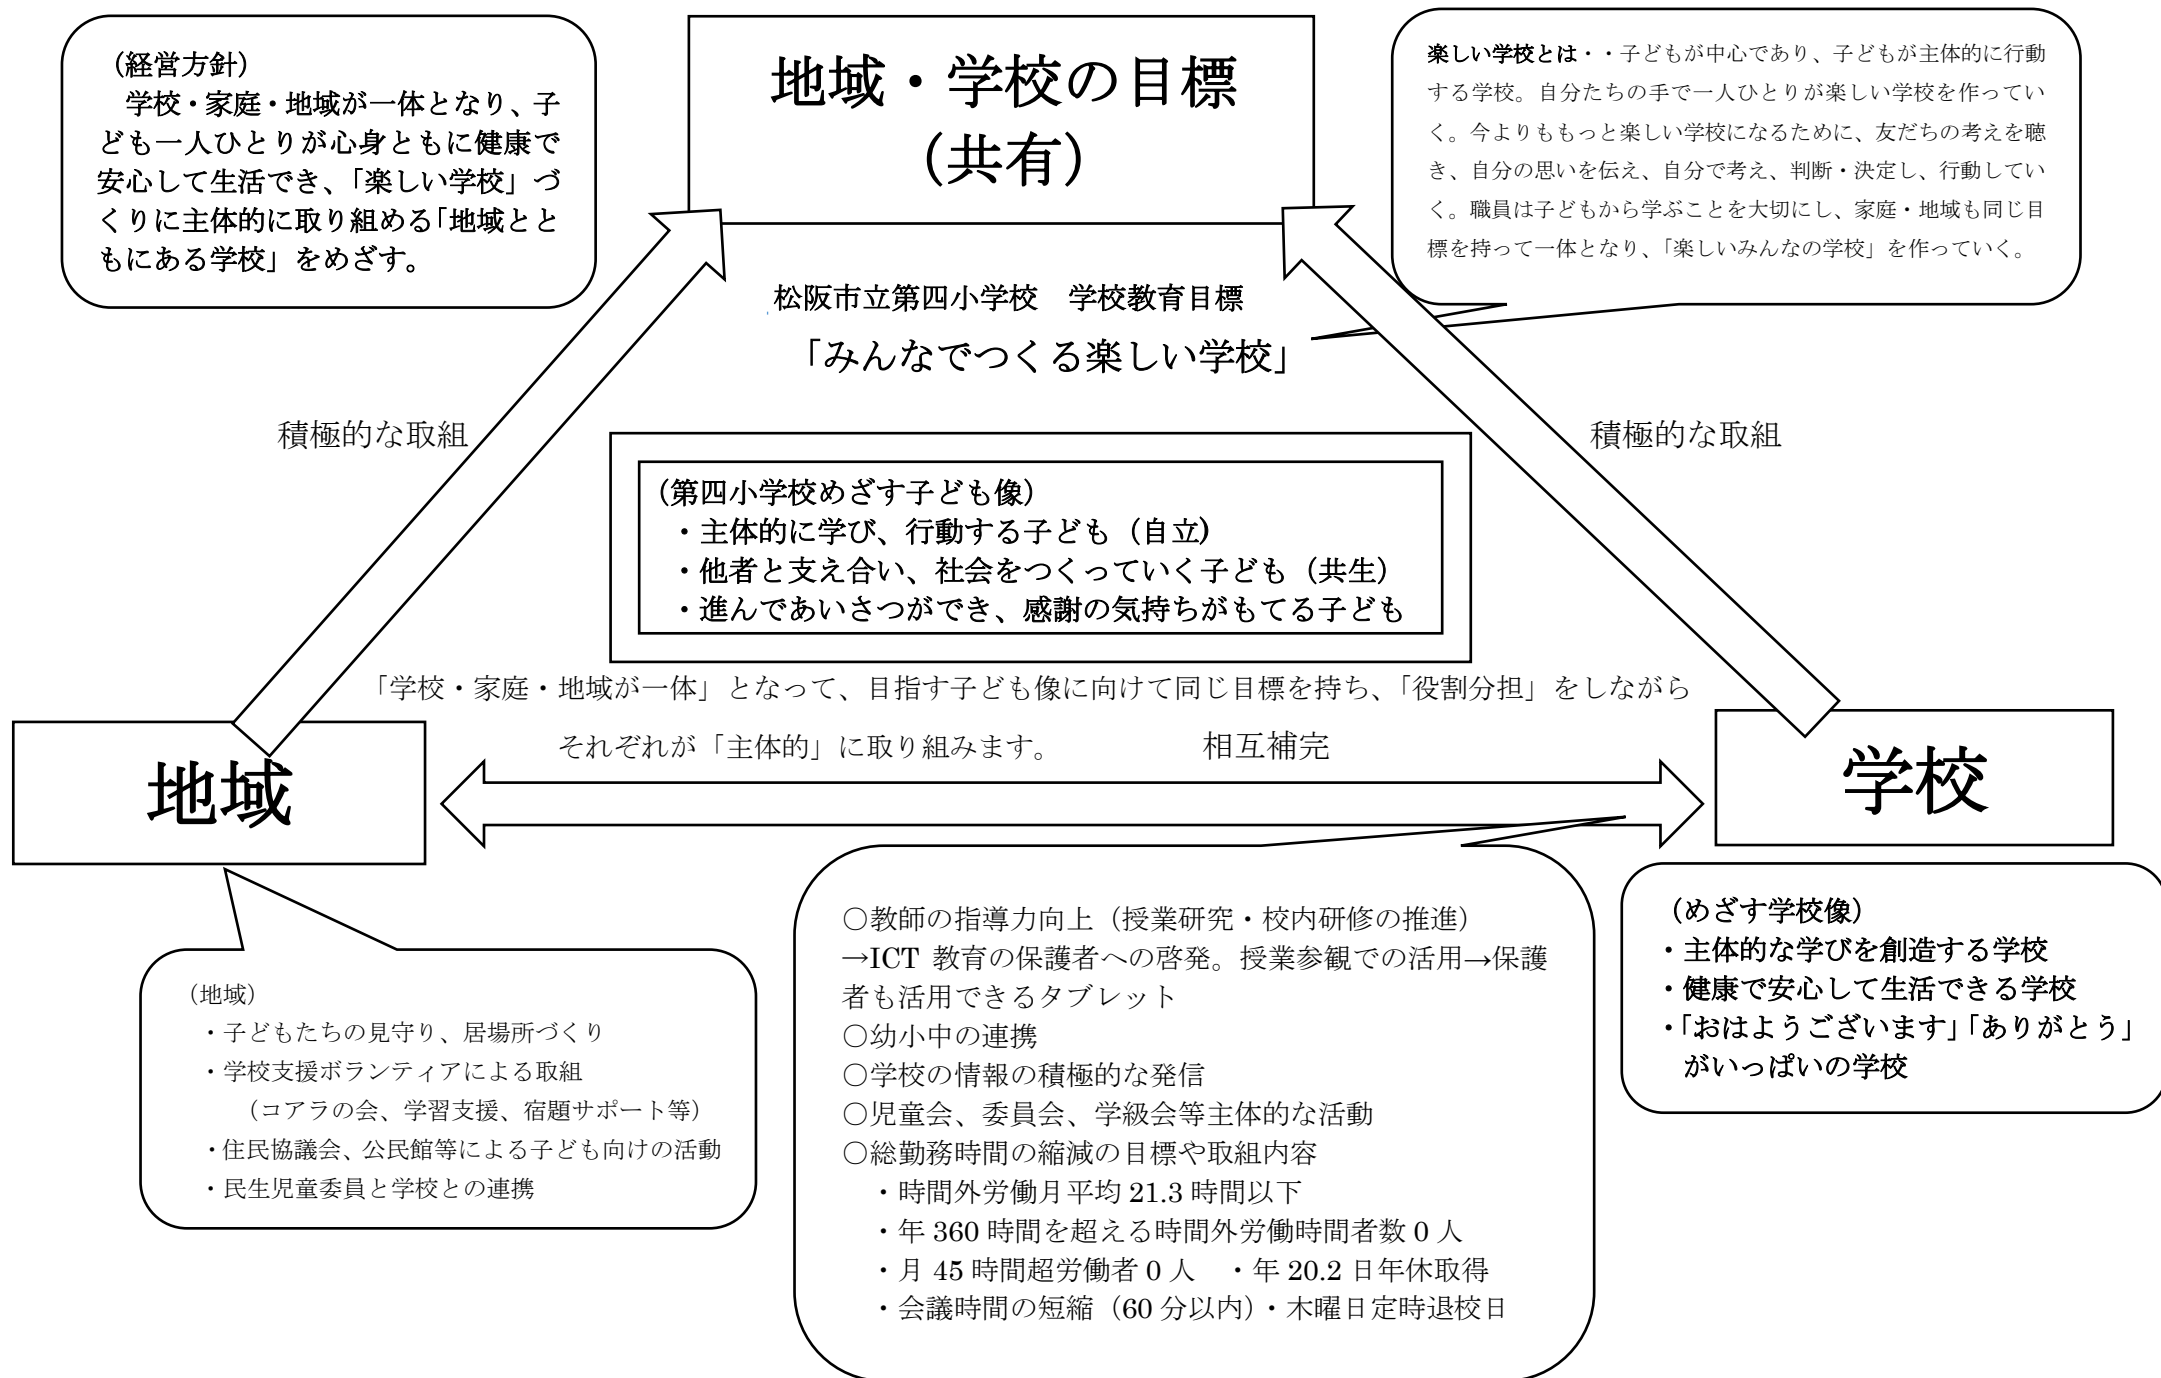 （経営方針）
学校・家庭・地域が一体となり、子
ども一人ひとりが心身ともに健康で
安心して生活でき、「楽しい学校」づ
くりに主体的に取り組める「地域とと
もにある学校」をめざす。
地域・学校の目標
（共有）
楽しい学校とは・・子どもが中心であり、子どもが主体的に行動
する学校。自分たちの手で一人ひとりが楽しい学校を作ってい
く。今よりももっと楽しい学校になるために、友だちの考えを聴
き、自分の思いを伝え、自分で考え、判断・決定し、行動してい
く。職員は子どもから学ぶことを大切にし、家庭・地域も同じ目
標を持って一体となり、「楽しいみんなの学校」を作っていく。
松阪市立第四小学校　学校教育目標
「みんなでつくる楽しい学校」
積極的な取組
積極的な取組
（第四小学校めざす子ども像）
・主体的に学び、行動する子ども（自立）
・他者と支え合い、社会をつくっていく子ども（共生）
・進んであいさつができ、感謝の気持ちがもてる子ども
「学校・家庭・地域が一体」となって、目指す子ども像に向けて同じ目標を持ち、「役割分担」をしながら
それぞれが「主体的」に取り組みます。
相互補完
地域
学校
（地域）
・子どもたちの見守り、居場所づくり
・学校支援ボランティアによる取組
（コアラの会、学習支援、宿題サポート等）
・住民協議会、公民館等による子ども向けの活動
・民生児童委員と学校との連携
○教師の指導力向上（授業研究・校内研修の推進）
→ICT 教育の保護者への啓発。授業参観での活用→保護
者も活用できるタブレット
○幼小中の連携
○学校の情報の積極的な発信
○児童会、委員会、学級会等主体的な活動
○総勤務時間の縮減の目標や取組内容
・時間外労働月平均 21.3 時間以下
・年 360 時間を超える時間外労働時間者数 0 人
・月 45 時間超労働者 0 人　・年 20.2 日年休取得
・会議時間の短縮（60 分以内）・木曜日定時退校日
（めざす学校像）
・主体的な学びを創造する学校
・健康で安心して生活できる学校
・「おはようございます」「ありがとう」
がいっぱいの学校